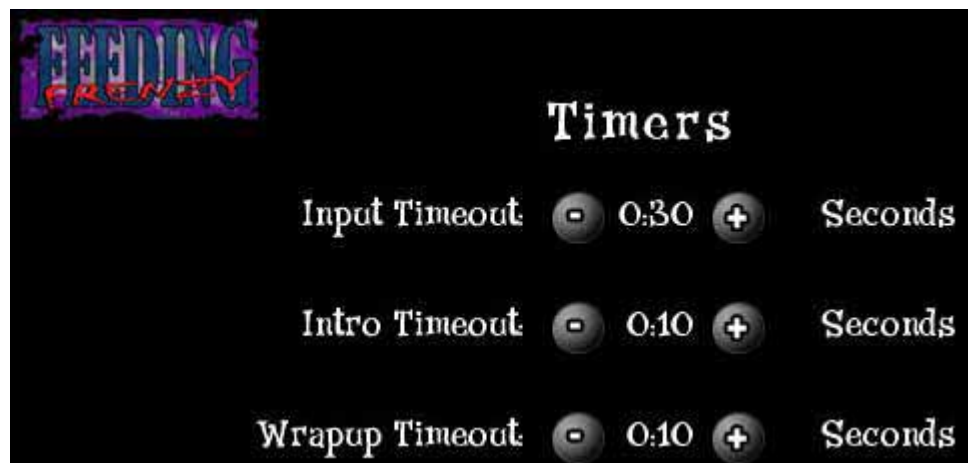 FEEDING
FRENZY
Timers
Input Timeout: - 0:30 + Seconds
Intro Timeout: - 0:10 + Seconds
Wrapup Timeout: - 0:10 + Seconds